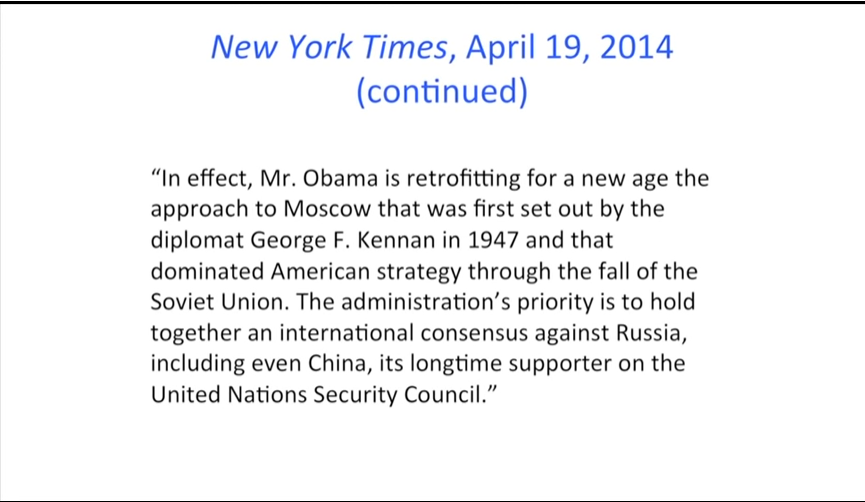 New York Times, April 19, 2014
(continued)
“In effect, Mr. Obama is retrofitting for a new age the
approach to Moscow that was first set out by the
diplomat George F. Kennan in 1947 and that
dominated American strategy through the fall of the
Soviet Union. The administration’s priority is to hold
together an international consensus against Russia,
including even China, its longtime supporter on the
United Nations Security Council.”